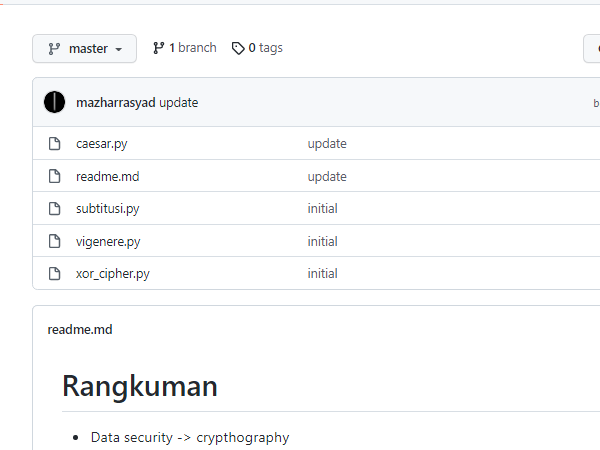 master 1 branch 0 tags
mazharrasyad update b
caesar.py update
readme.md update
subtitusi.py initial
vigenere.py initial
xor_cipher.py initial
readme.md
Rangkuman
• Data security -> crypthography